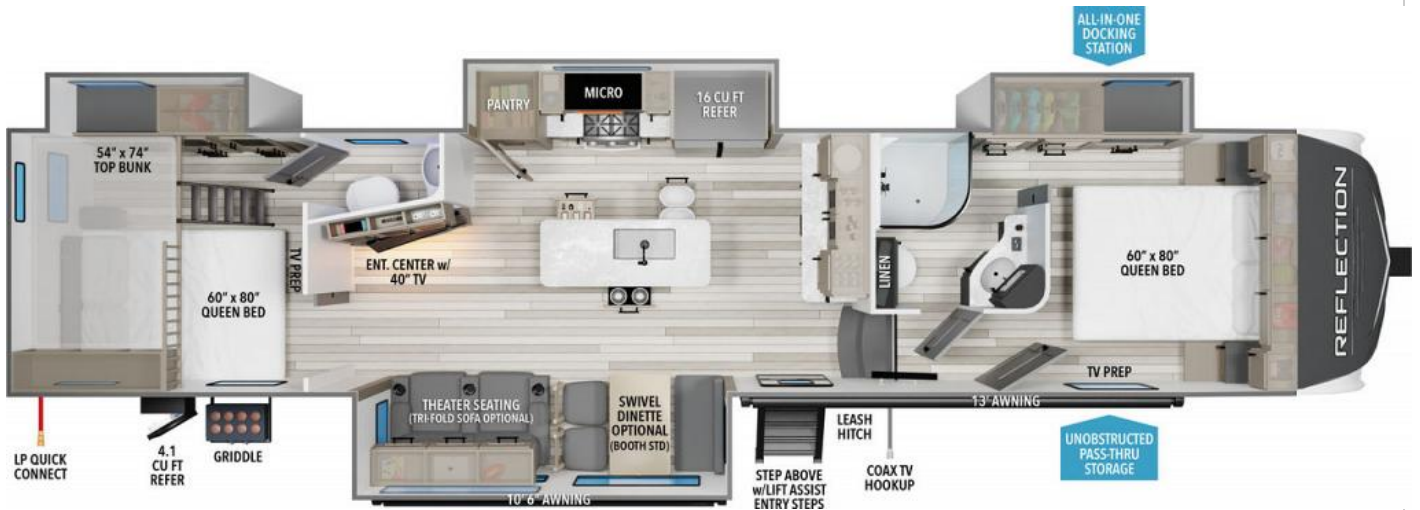 ALL-IN-ONE
DOCKING
STATION
PANTRY
MICRO
16 CU FT
REFER
54" x 74"
TOP BUNK
TV PREP
60" x 80"
QUEEN BED
ENT. CENTER w/
40" TV
LINEN
60" x 80"
QUEEN BED
REFLECTION
TV PREP
THEATER SEATING
(TRI-FOLD SOFA OPTIONAL)
SWIVEL
DINETTE
OPTIONAL
(BOOTH STD)
13' AWNING
LP QUICK
CONNECT
4.1
CU FT
REFER
GRIDDLE
10' 6" AWNING
STEP ABOVE
w/LIFT ASSIST
ENTRY STEPS
LEASH
HITCH
COAX TV
HOOKUP
UNOBSTRUCTED
PASS-THRU
STORAGE